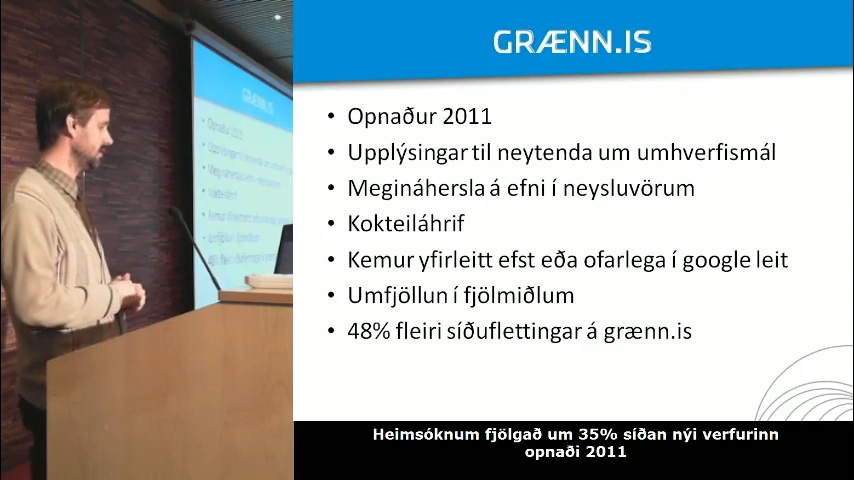 GRÆNN.IS
• Opnaður 2011
• Upplýsingar til neytenda um umhverfismál
• Megináhersla á efni í neysluvörum
• Kokteiláhrif
• Kemur yfirleitt efst eða ofarlega í google leit
• Umfjöllun í fjölmiðlum
• 48% fleiri síðuflettingar á grænn.is
Heimsóknum fjölgað um 35% síðan nýi verfurinn
opnaði 2011